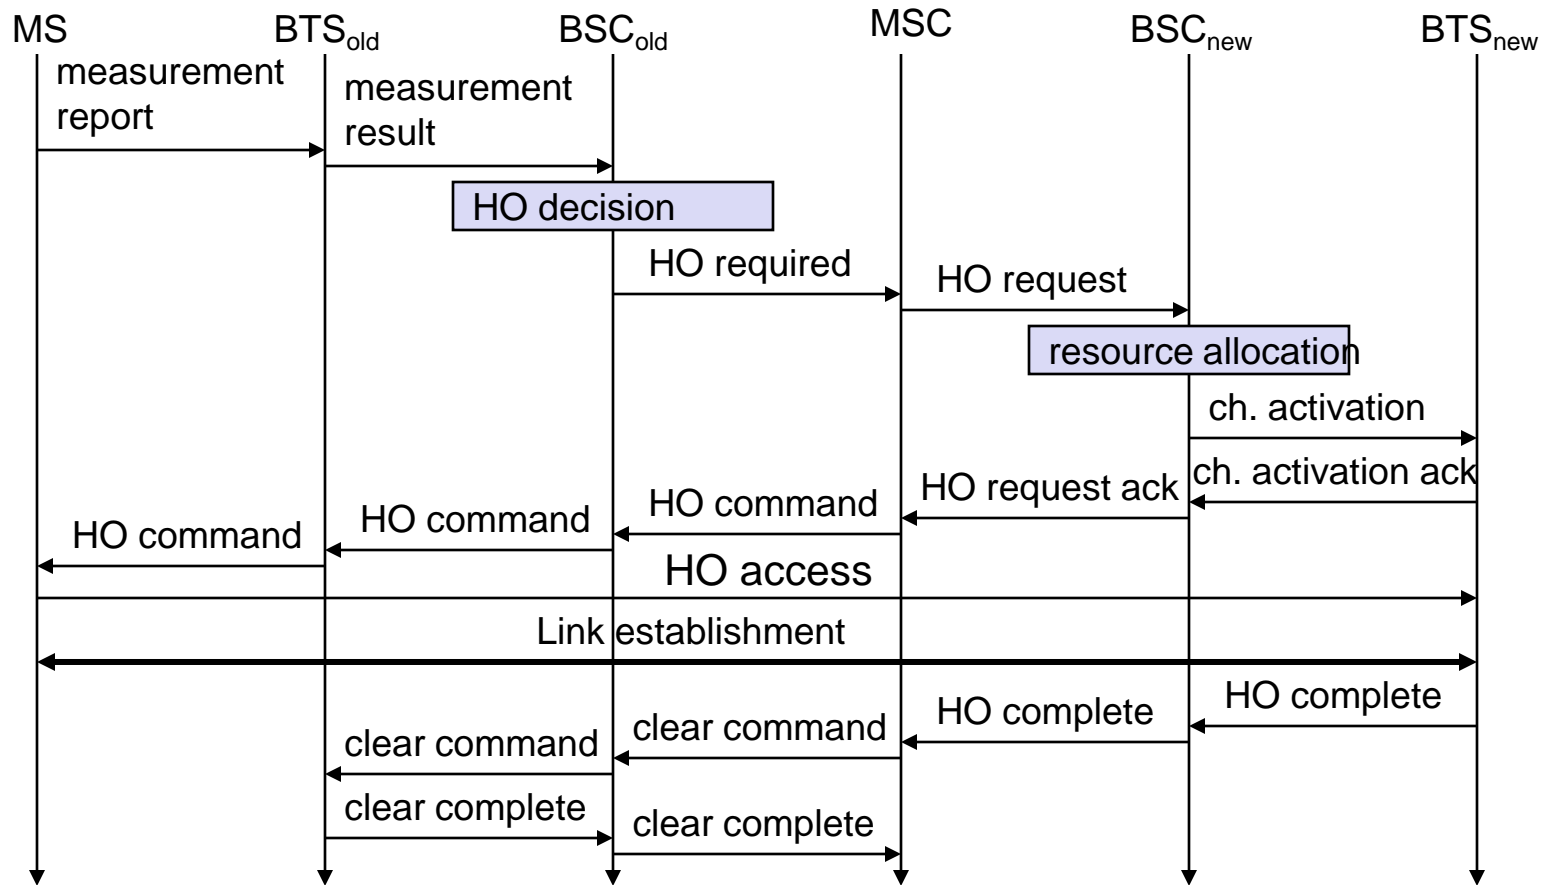 MS
BTSold
BSCold
MSC
BSCnew
BTSnew
measurement
report
measurement
result
HO decision
HO required
HO request
resource allocation
ch. activation
ch. activation ack
HO request ack
HO command
HO command
HO command
HO access
Link establishment
HO complete
HO complete
clear command
clear command
clear complete
clear complete